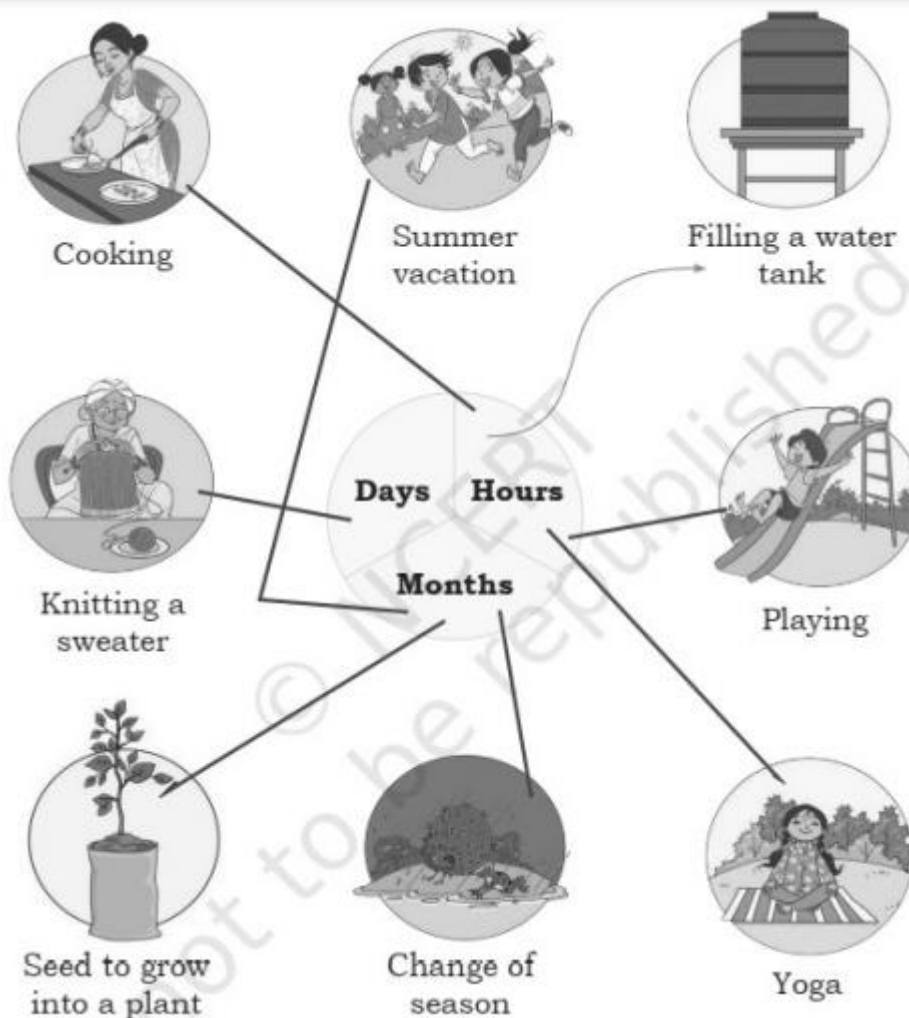 Cooking
Summer
vacation
Filling a water
tank
Days
Hours
Months
Knitting a
sweater
Playing
Seed to grow
into a plant
Change of
season
Yoga
© NCERT
not to be republished